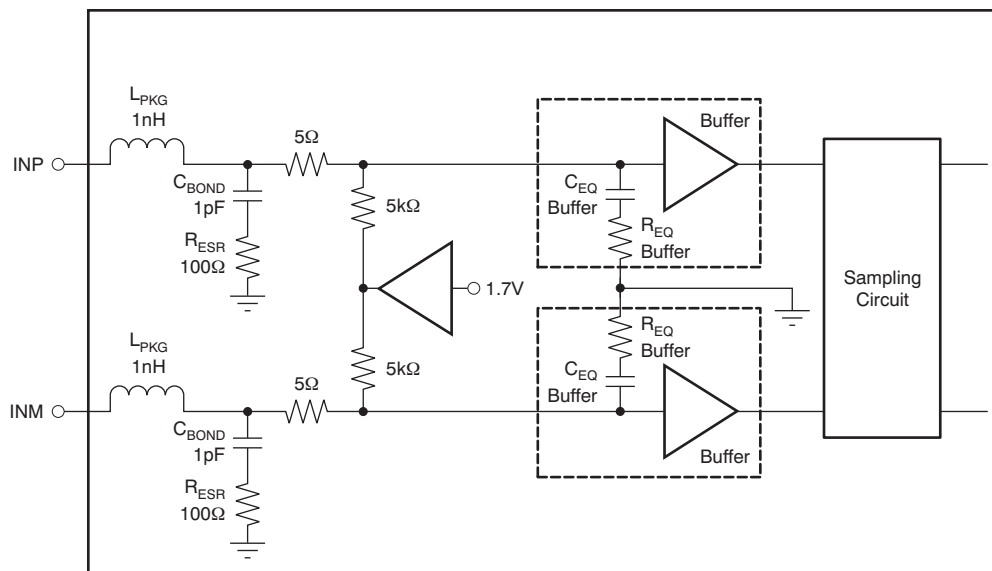 L_PKG
1nH
INP
5Ω
C_BOND
1pF
R_ESR
100Ω
5kΩ
1.7V
Buffer
C_EQ
Buffer
R_EQ
Buffer
Sampling
Circuit
L_PKG
1nH
INM
5Ω
C_BOND
1pF
R_ESR
100Ω
5kΩ
R_EQ
Buffer
C_EQ
Buffer
Buffer